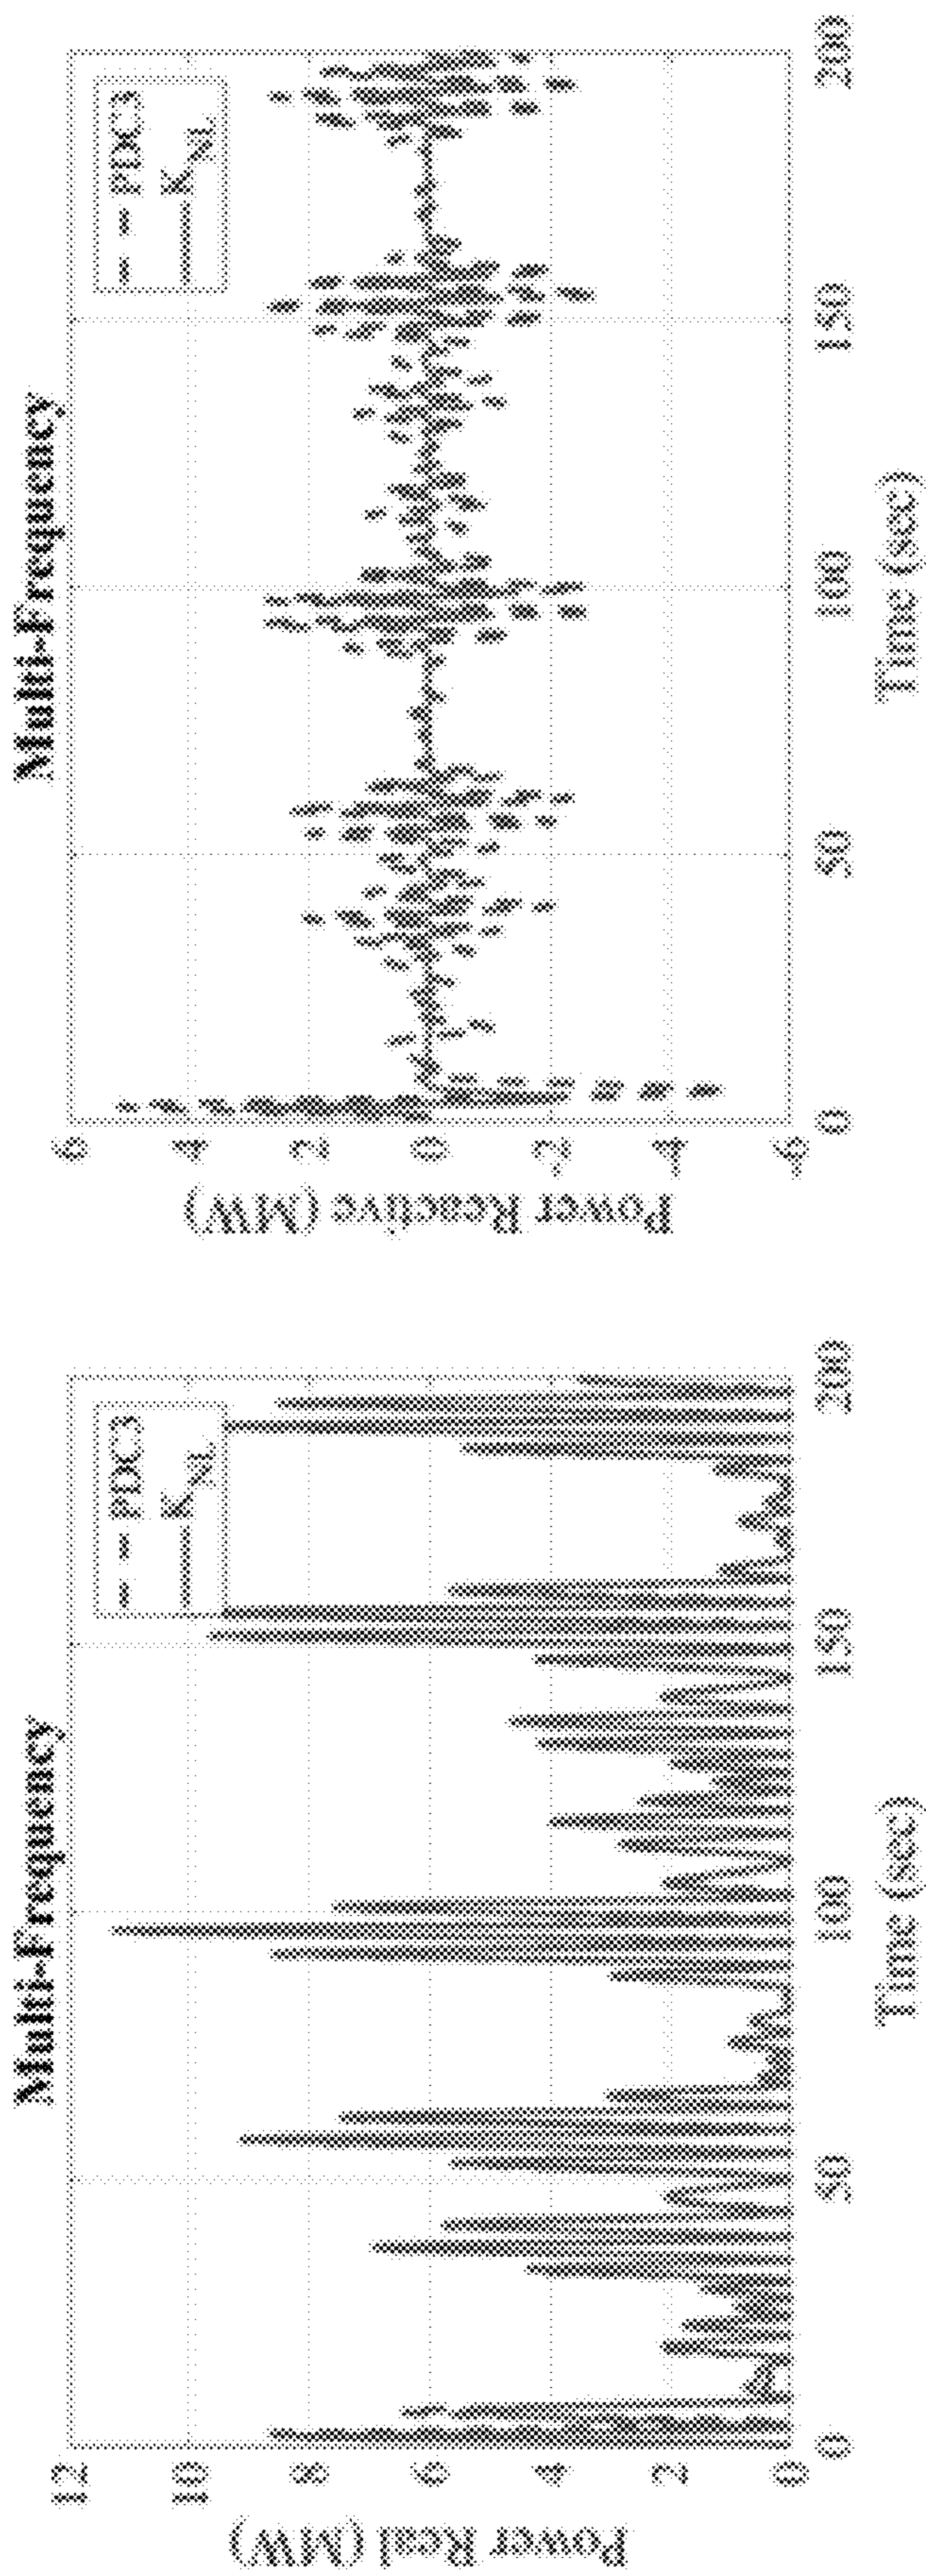 Multi-Frequency
PDC3
K_NL
12
10
8
6
4
2
0
Power Real (MW)
0
50
100
150
200
Time (sec)
Multi-Frequency
PDC3
K_NL
6
4
2
0
-2
-4
-6
Power Reactive (MW)
0
50
100
150
200
Time (sec)